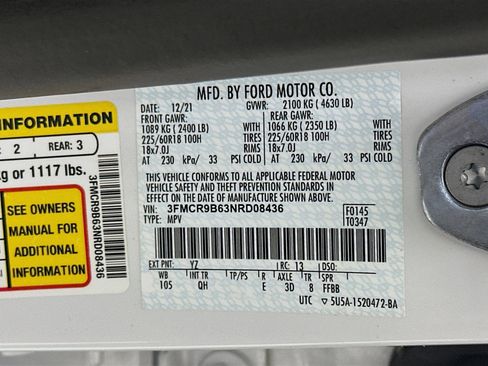 INFORMATION
: 2 REAR: 3
g or 1117 lbs.
SEE OWNERS
MANUAL FOR
ADDITIONAL
INFORMATION
3FMCR9B63NRD08436
MFD. BY FORD MOTOR CO.
DATE: 12/21 GVWR: 2100 KG ( 4630 LB)
FRONT GAWR: REAR GAWR:
1089 KG ( 2400 LB) WITH 1066 KG ( 2350 LB) WITH
225/60R18 100H TIRES 225/60R18 100H TIRES
18x7.0J RIMS 18x7.0J RIMS
AT 230 kPa/ 33 PSI COLD AT 230 kPa/ 33 PSI COLD
THIS VEHICLE CONFORMS TO ALL APPLICABLE FEDERAL MOTOR
VEHICLE SAFETY AND THEFT PREVENTION STANDARDS IN
EFFECT ON THE DATE OF MANUFACTURE SHOWN ABOVE.
VIN: 3FMCR9B63NRD08436 F0145
TYPE: MPV T0347
EXT PNT: YZ RC: 13 DSO:
WB INT TR TP/PS R AXLE TR SPR
105 QH E 3D 8 FFBB
UTC ▽ 5U5A-1520472-BA